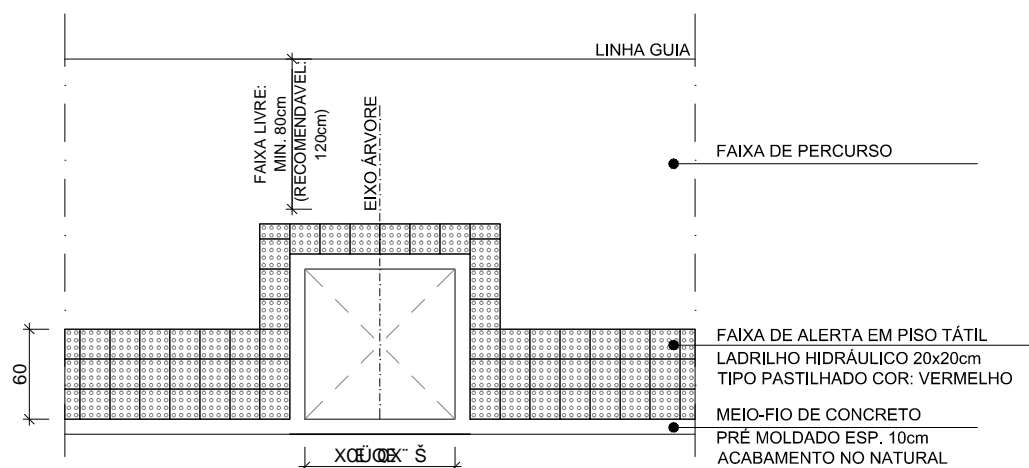 LINHA GUIA
FAIXA LIVRE:
MIN. 80cm
(RECOMENDAVEL:
120cm)
EIXO ÁRVORE
FAIXA DE PERCURSO
FAIXA DE ALERTA EM PISO TÁTIL
LADRILHO HIDRÁULICO 20x20cm
TIPO PASTILHADO COR: VERMELHO
60
MEIO-FIO DE CONCRETO
PRÉ MOLDADO ESP. 10cm
ACABAMENTO NO NATURAL